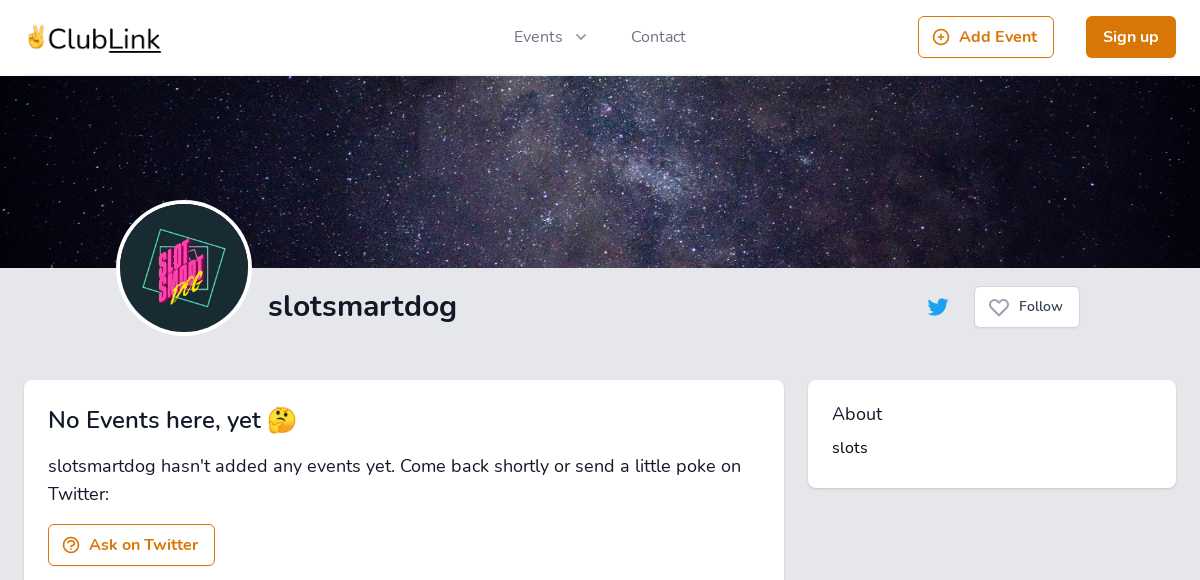 ✌️ClubLink
Events
Contact
Add Event
Sign up
SLOT
SMART
DOG
slotsmartdog
Follow
No Events here, yet 🤔
slotsmartdog hasn't added any events yet. Come back shortly or send a little poke on
Twitter:
Ask on Twitter
About
slots